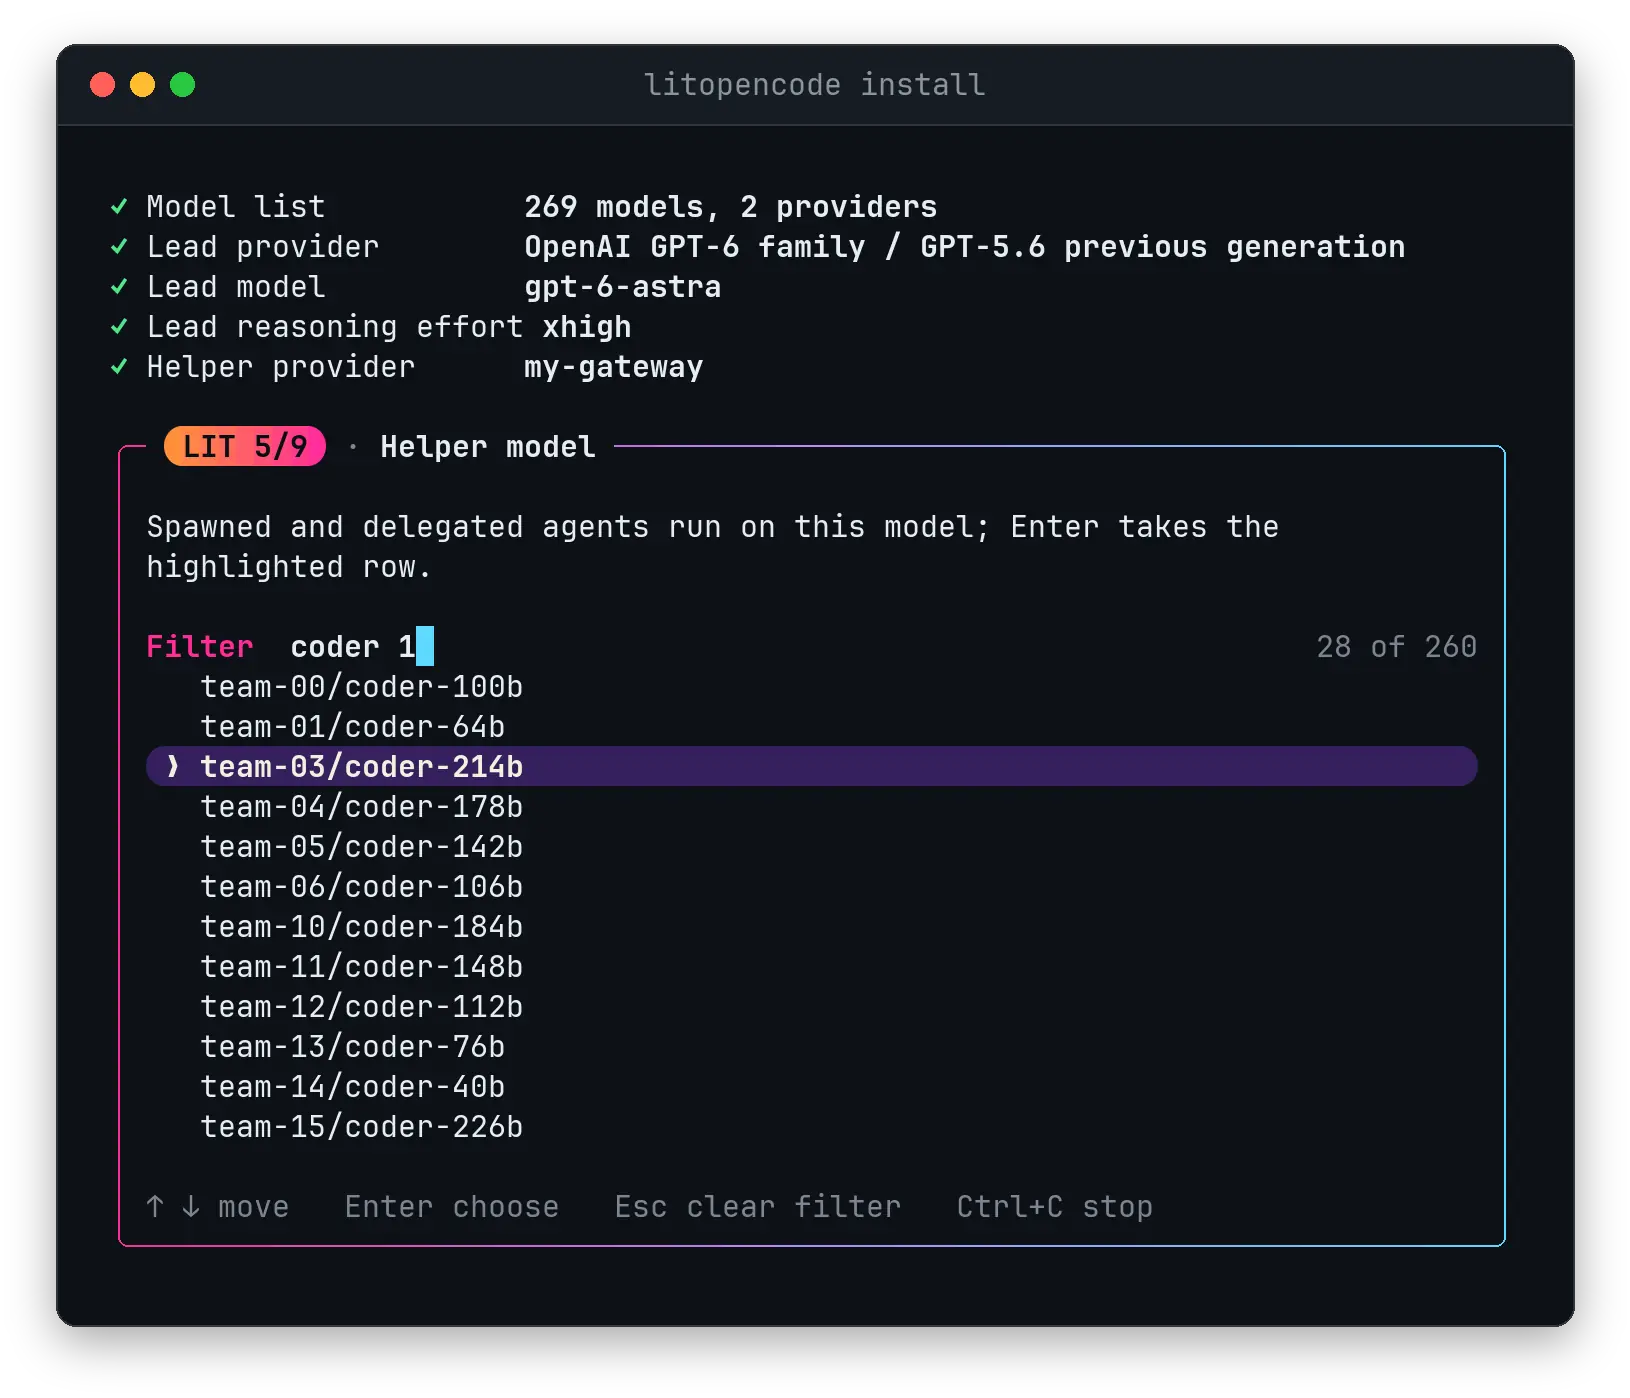 litopencode install
✓ Model list 269 models, 2 providers
✓ Lead provider OpenAI GPT-6 family / GPT-5.6 previous generation
✓ Lead model gpt-6-astra
✓ Lead reasoning effort xhigh
✓ Helper provider my-gateway
LIT 5/9 · Helper model
Spawned and delegated agents run on this model; Enter takes the
highlighted row.
Filter coder 1 28 of 260
team-00/coder-100b
team-01/coder-64b
❯ team-03/coder-214b
team-04/coder-178b
team-05/coder-142b
team-06/coder-106b
team-10/coder-184b
team-11/coder-148b
team-12/coder-112b
team-13/coder-76b
team-14/coder-40b
team-15/coder-226b
↑ ↓ move Enter choose Esc clear filter Ctrl+C stop